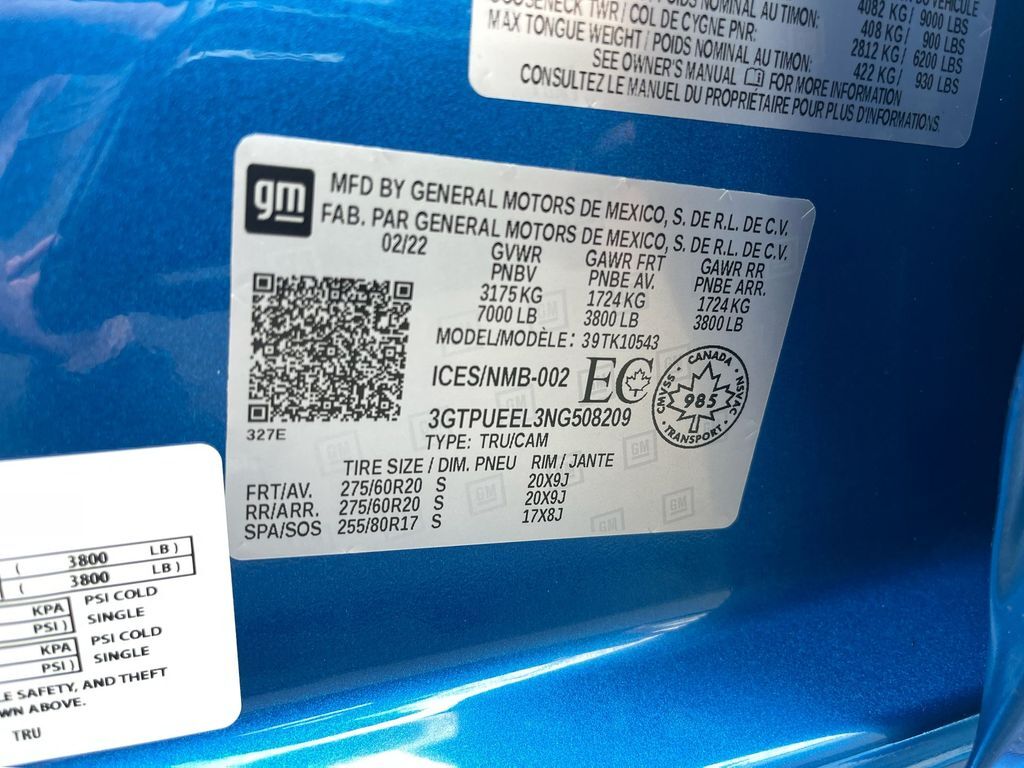 POIDS NOMNAL AU TIMON:
4082 KG / 9000 LBS
GOOSENECK TWR / COL DE CYGNE PNR:
408 KG / 900 LBS
MAX TONGUE WEIGHT / POIDS NOMINAL AU TIMON:
2812 KG / 6200 LBS
422 KG / 930 LBS
SEE OWNER'S MANUAL FOR MORE INFORMATION
CONSULTEZ LE MANUEL DU PROPRIÉTAIRE POUR PLUS D'INFORMATIONS.
gm
MFD BY GENERAL MOTORS DE MEXICO, S. DE R.L. DE C.V.
FAB. PAR GENERAL MOTORS DE MEXICO, S. DE R.L. DE C.V.
02/22 GVWR GAWR FRT GAWR RR
PNBV PNBE AV. PNBE ARR.
3175 KG 1724 KG 1724 KG
7000 LB 3800 LB 3800 LB
MODEL/MODÈLE: 39TK10543
ICES/NMB-002 EC
CANADA
CMVSS 985 NSVAC
TRANSPORT
3GTPUEEL3NG508209
327E
TYPE: TRU/CAM
TIRE SIZE / DIM. PNEU RIM / JANTE
FRT/AV. 275/60R20 S 20X9J
RR/ARR. 275/60R20 S 20X9J
SPA/SOS 255/80R17 S 17X8J
( 3800 LB )
( 3800 LB )
KPA PSI COLD
PSI ) SINGLE
KPA PSI COLD
PSI ) SINGLE
SAFETY, AND THEFT
WN ABOVE.
TRU